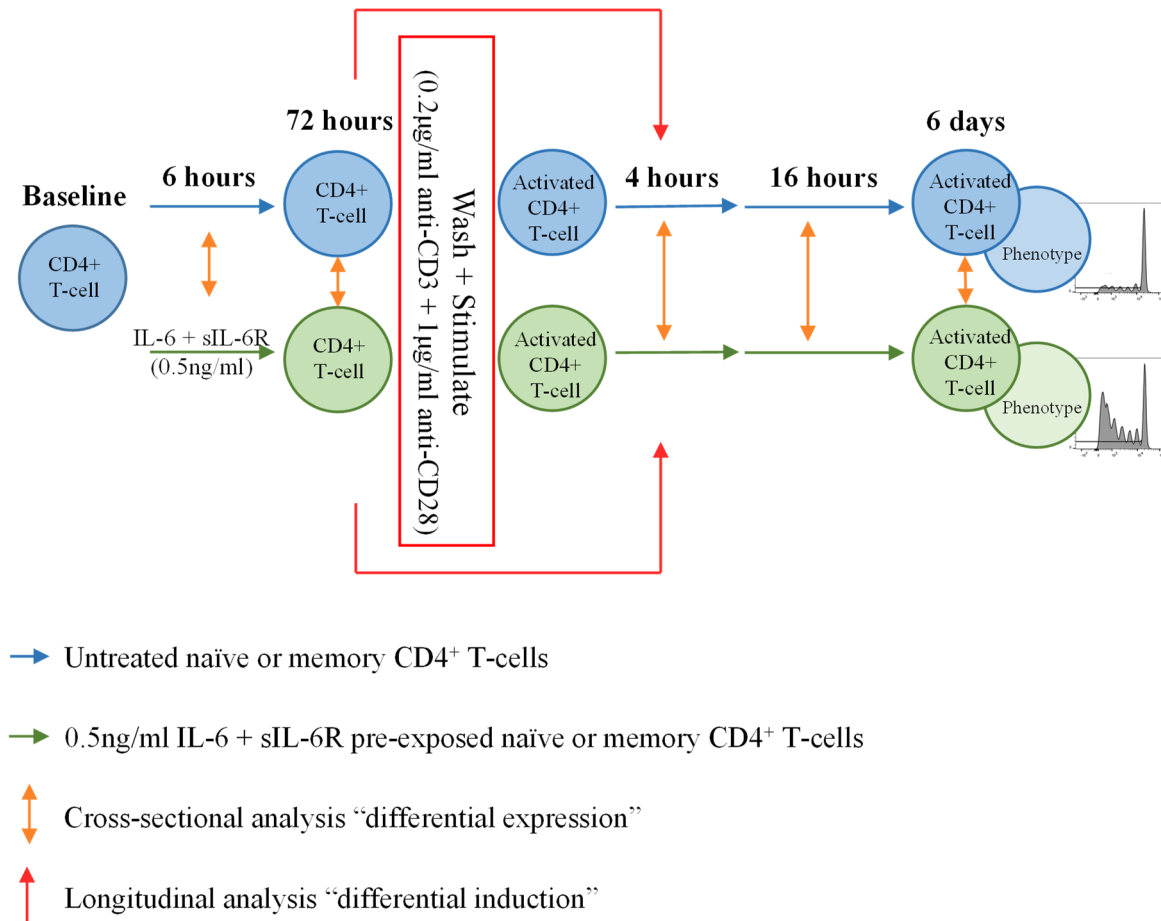 Baseline
CD4+
T-cell
6 hours
IL-6 + sIL-6R
(0.5ng/ml)
72 hours
CD4+
T-cell
CD4+
T-cell
Wash + Stimulate
(0.2µg/ml anti-CD3 + 1µg/ml anti-CD28)
Activated
CD4+
T-cell
Activated
CD4+
T-cell
4 hours
16 hours
6 days
Activated
CD4+
T-cell
Phenotype
Activated
CD4+
T-cell
Phenotype
Untreated naïve or memory CD4⁺ T-cells
0.5ng/ml IL-6 + sIL-6R pre-exposed naïve or memory CD4⁺ T-cells
Cross-sectional analysis “differential expression”
Longitudinal analysis “differential induction”